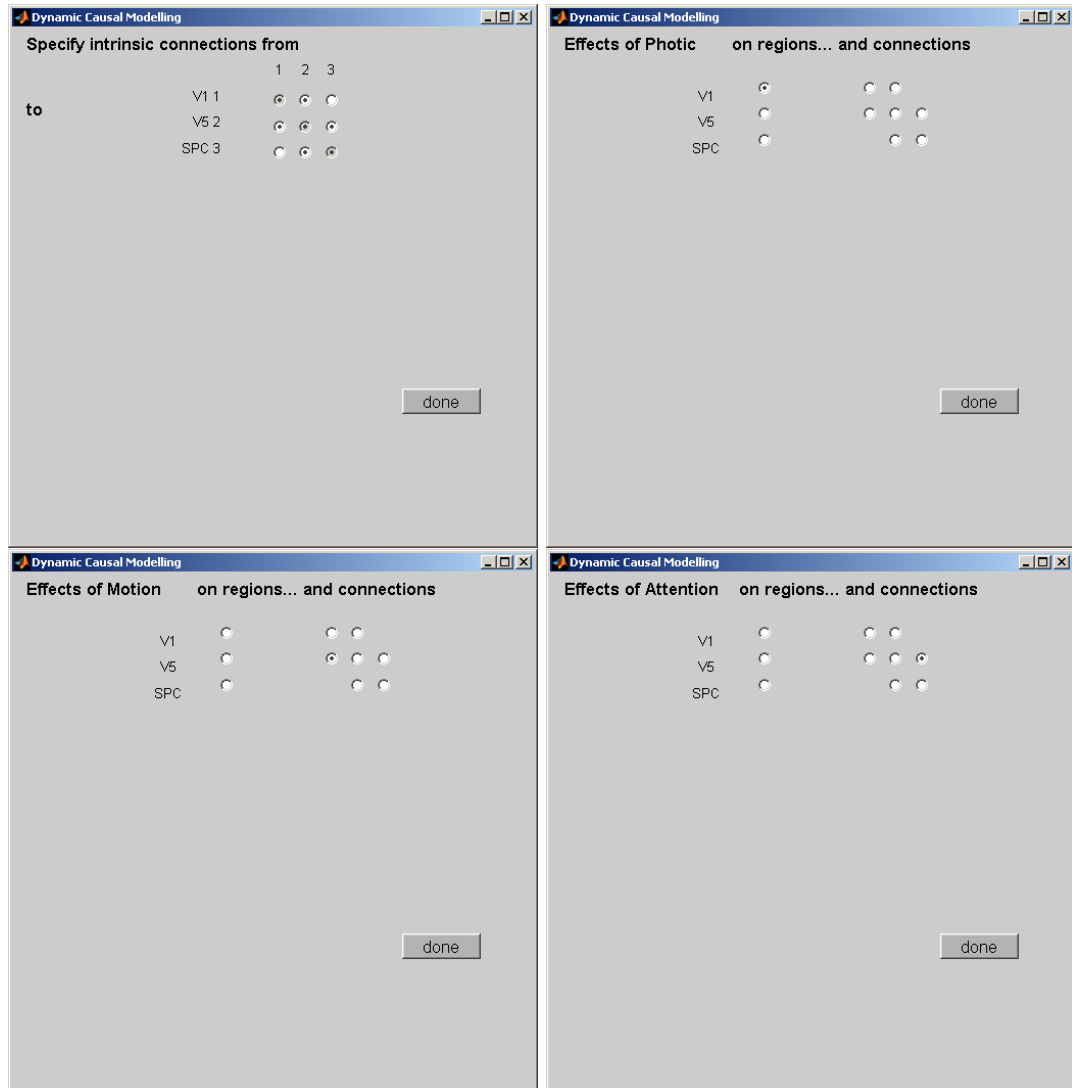 Dynamic Causal Modelling
Specify intrinsic connections from
1 2 3
V1 1
to
V5 2
SPC 3
done
Dynamic Causal Modelling
Effects of Photic on regions... and connections
V1
V5
SPC
done
Dynamic Causal Modelling
Effects of Motion on regions... and connections
V1
V5
SPC
done
Dynamic Causal Modelling
Effects of Attention on regions... and connections
V1
V5
SPC
done